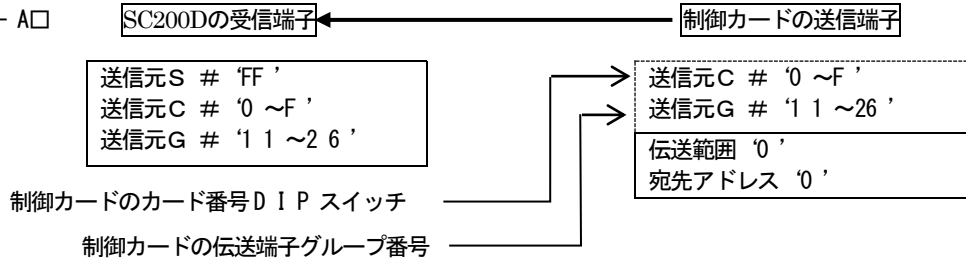 - A□ SC200Dの受信端子 制御カードの送信端子
送信元S # ‘FF’
送信元C # ‘0 ~F’
送信元G # ‘1 1 ~2 6 ’
送信元C # ‘0 ~F’
送信元G # ‘1 1 ~26 ’
伝送範囲 ‘0’
宛先アドレス ‘0’
制御カードのカード番号D I P スイッチ
制御カードの伝送端子グループ番号